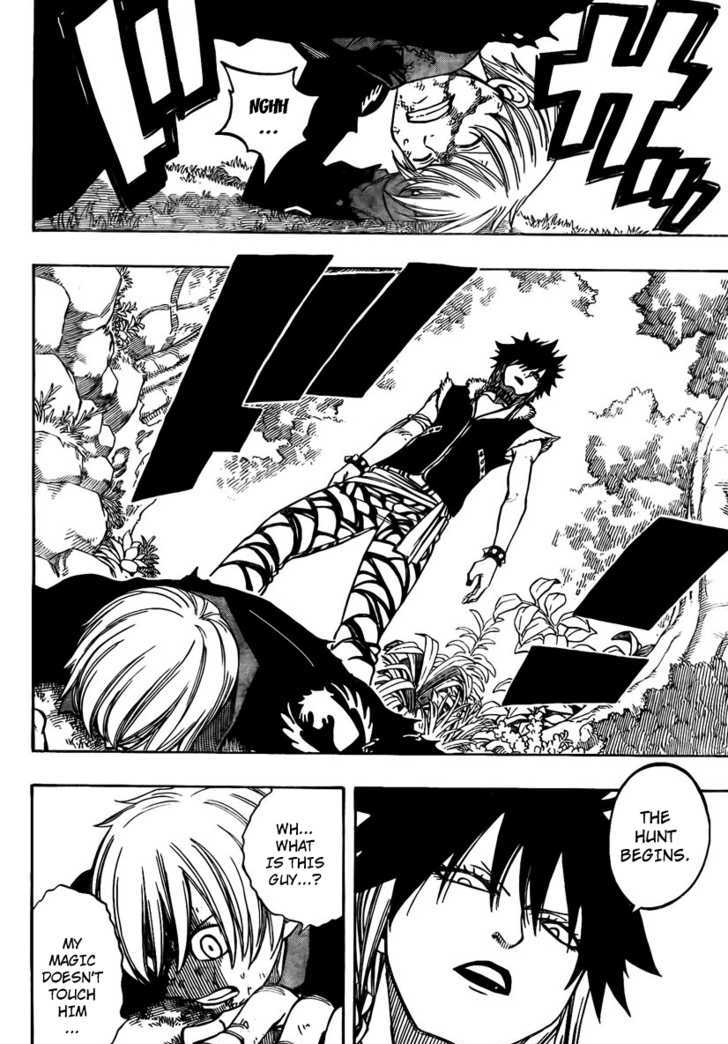 NGHH
...
THE
HUNT
BEGINS.
WH...
WHAT
IS THIS
GUY...?
MY
MAGIC
DOESN'T
TOUCH
HIM
...